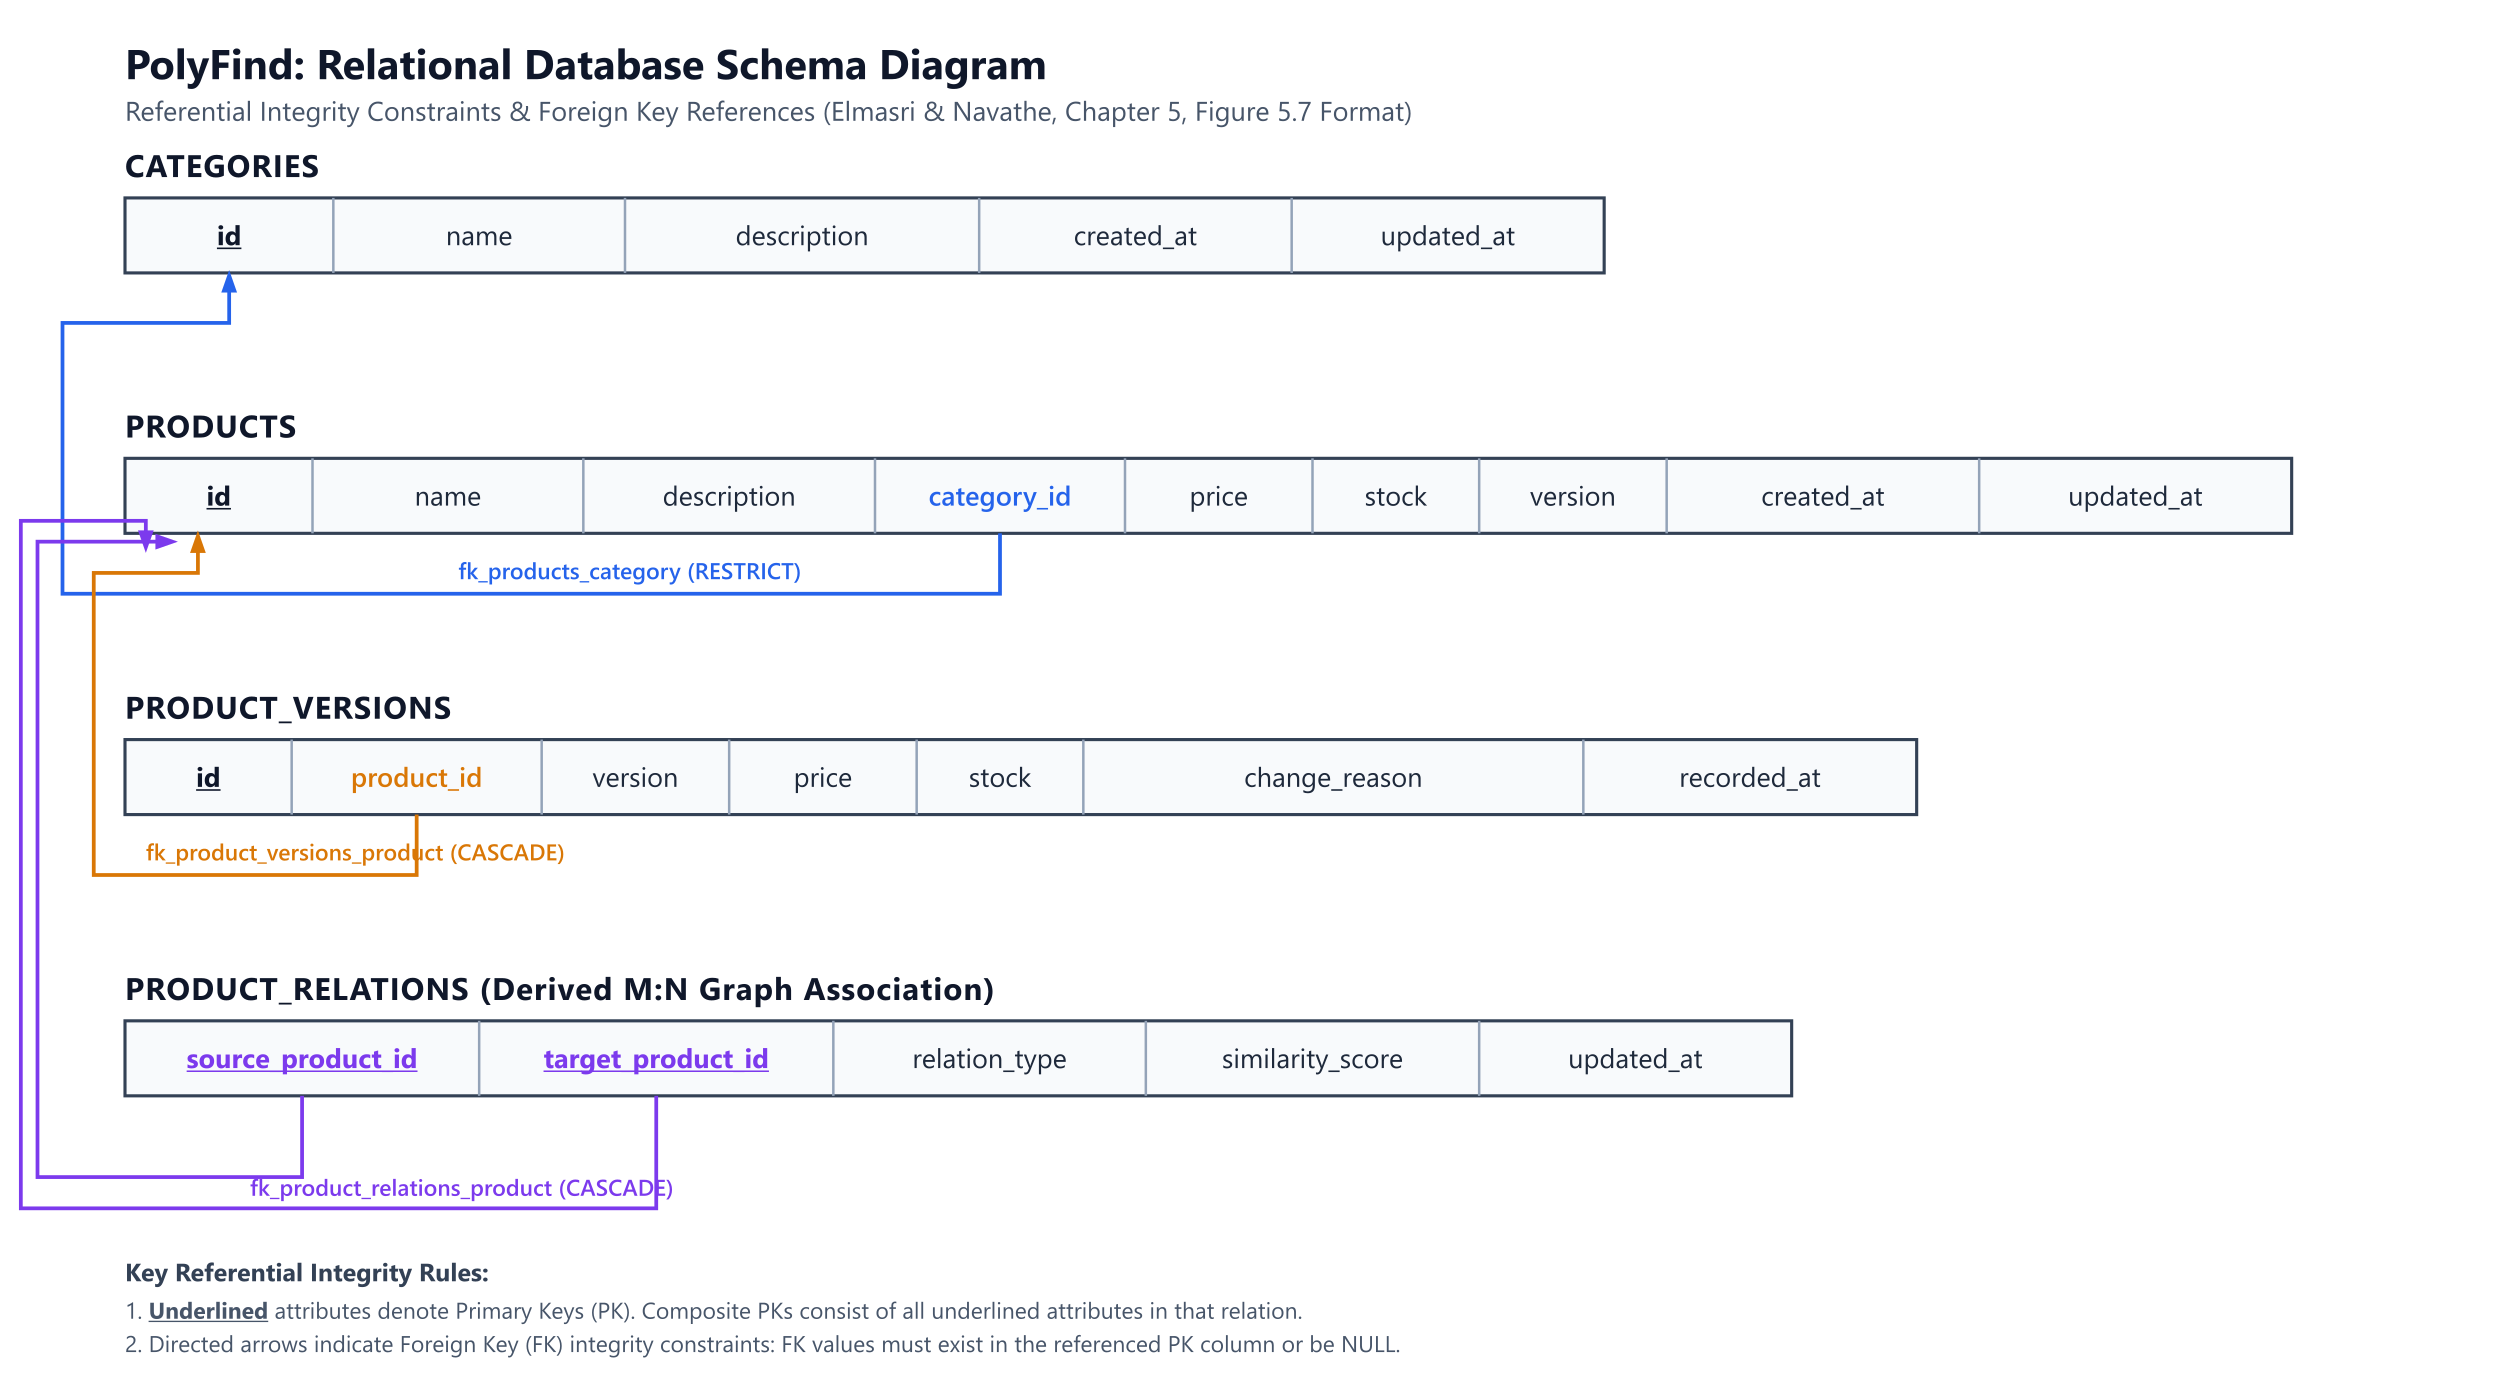 PolyFind: Relational Database Schema Diagram
Referential Integrity Constraints & Foreign Key References (Elmasri & Navathe, Chapter 5, Figure 5.7 Format)
CATEGORIES
id name description created_at updated_at
PRODUCTS
id name description category_id price stock version created_at updated_at
fk_products_category (RESTRICT)
PRODUCT_VERSIONS
id product_id version price stock change_reason recorded_at
fk_product_versions_product (CASCADE)
PRODUCT_RELATIONS (Derived M:N Graph Association)
source_product_id target_product_id relation_type similarity_score updated_at
fk_product_relations_product (CASCADE)
Key Referential Integrity Rules:
1. Underlined attributes denote Primary Keys (PK). Composite PKs consist of all underlined attributes in that relation.
2. Directed arrows indicate Foreign Key (FK) integrity constraints: FK values must exist in the referenced PK column or be NULL.